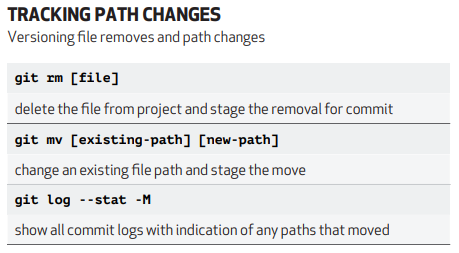 TRACKING PATH CHANGES
Versioning file removes and path changes
git rm [file]
delete the file from project and stage the removal for commit
git mv [existing-path] [new-path]
change an existing file path and stage the move
git log --stat -M
show all commit logs with indication of any paths that moved